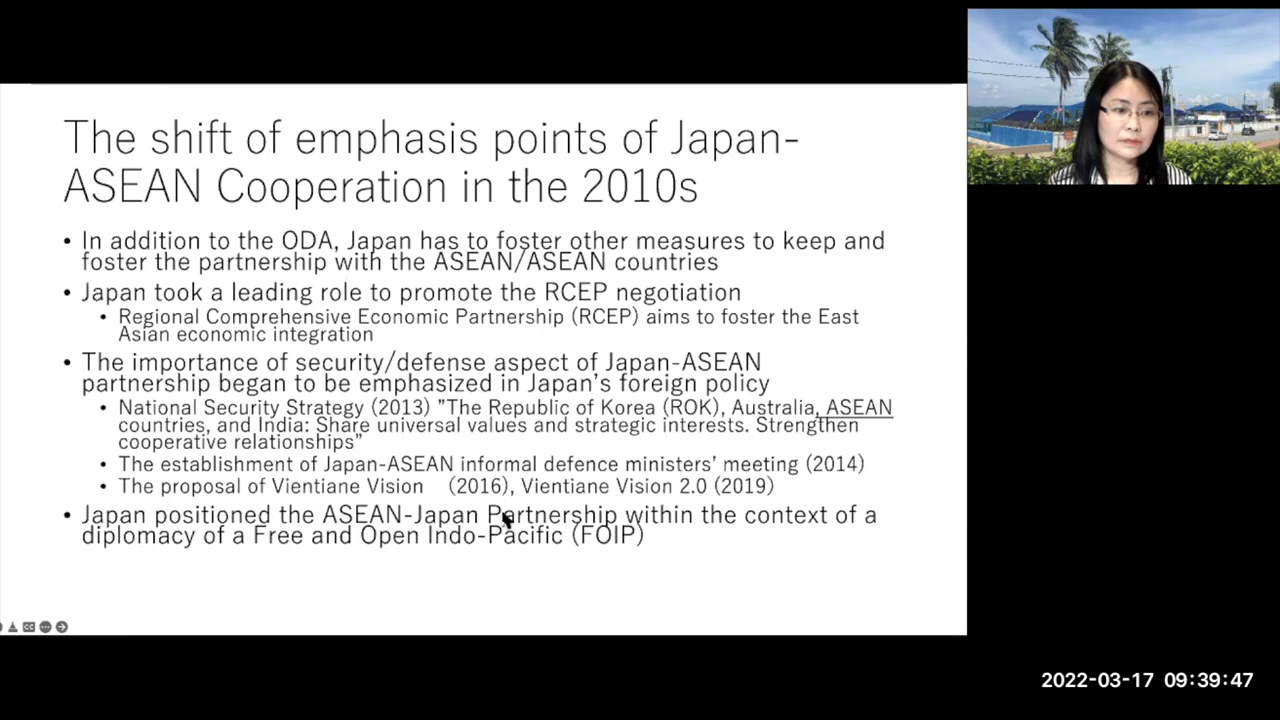 The shift of emphasis points of Japan-
ASEAN Cooperation in the 2010s
• In addition to the ODA, Japan has to foster other measures to keep and
foster the partnership with the ASEAN/ASEAN countries
• Japan took a leading role to promote the RCEP negotiation
• Regional Comprehensive Economic Partnership (RCEP) aims to foster the East
Asian economic integration
• The importance of security/defense aspect of Japan-ASEAN
partnership began to be emphasized in Japan's foreign policy
• National Security Strategy (2013) "The Republic of Korea (ROK), Australia, ASEAN
countries, and India: Share universal values and strategic interests. Strengthen
cooperative relationships"
• The establishment of Japan-ASEAN informal defence ministers' meeting (2014)
• The proposal of Vientiane Vision (2016), Vientiane Vision 2.0 (2019)
• Japan positioned the ASEAN-Japan Partnership within the context of a
diplomacy of a Free and Open Indo-Pacific (FOIP)
2022-03-17 09:39:47